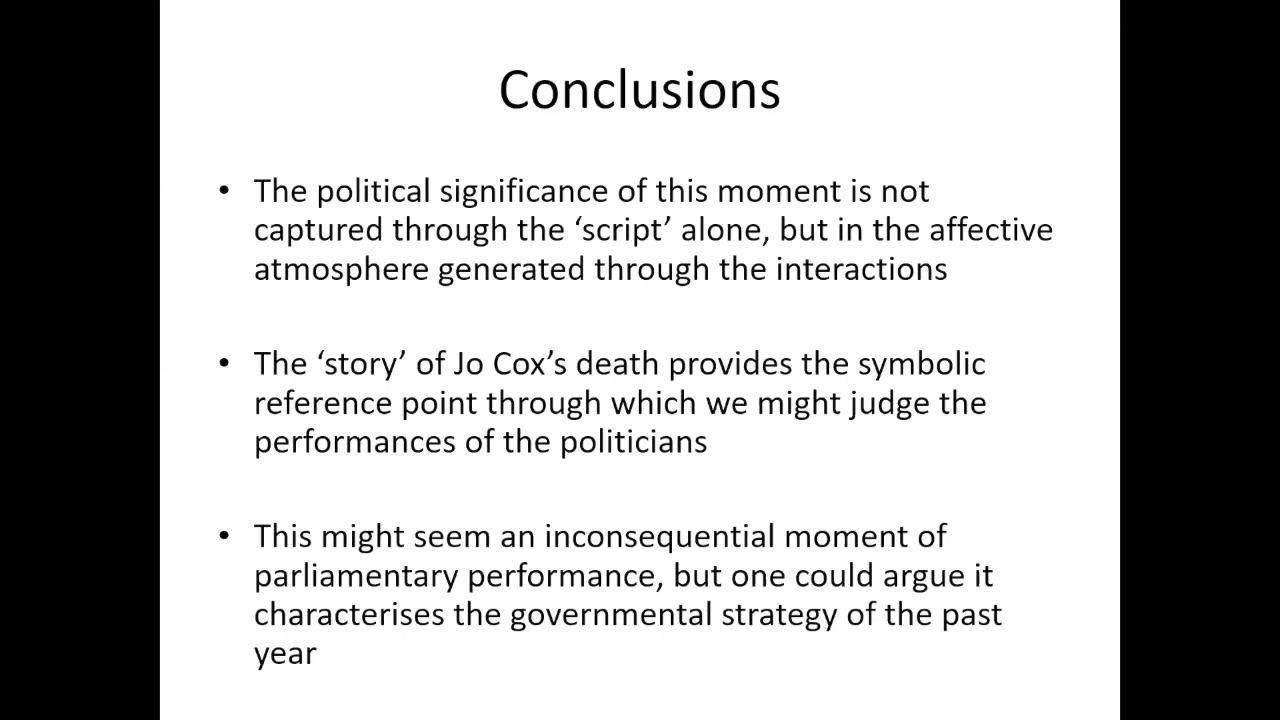 Conclusions
• The political significance of this moment is not
captured through the ‘script’ alone, but in the affective
atmosphere generated through the interactions
• The ‘story’ of Jo Cox’s death provides the symbolic
reference point through which we might judge the
performances of the politicians
• This might seem an inconsequential moment of
parliamentary performance, but one could argue it
characterises the governmental strategy of the past
year